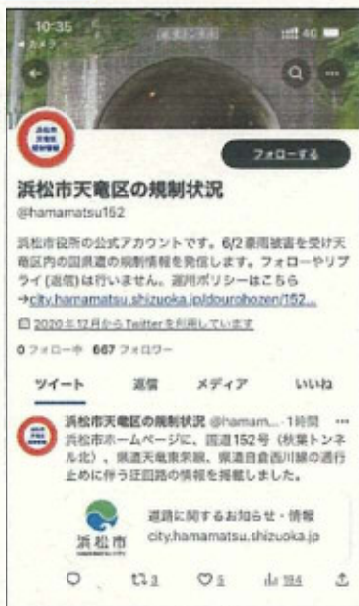 10:35
4G
◀ カメラ
浜松市
天竜区
規制情報
フォローする
浜松市天竜区の規制状況
@hamamatsu152
浜松市役所の公式アカウントです。6/2豪雨被害を受け天
竜区内の国県道の規制情報を発信します。フォローやリプ
ライ(返信)は行いません。運用ポリシーはこちら
→city.hamamatsu.shizuoka.jp/dourohozen/152...
2020年12月からTwitterを利用しています
0 フォロー中 667 フォロワー
ツイート 返信 メディア いいね
浜松市天竜区の規制状況 @hamam... · 1時間
浜松市ホームページに、国道152号(秋葉トンネ
ル北)、県道天竜東栄線、県道自倉西川線の通行
止めに伴う迂回路の情報を掲載しました。
道路に関するお知らせ・情報
浜松市 city.hamamatsu.shizuoka.jp
3 5 184